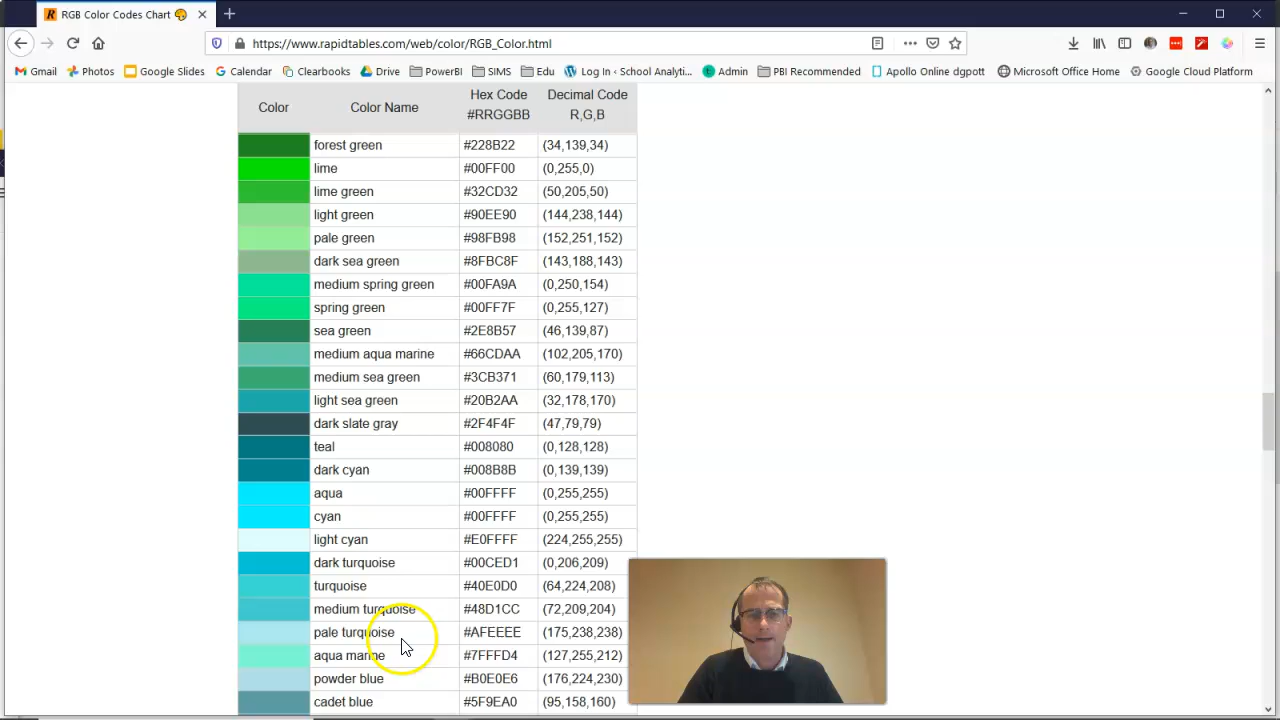 RGB Color Codes Chart
https://www.rapidtables.com/web/color/RGB_Color.html
Gmail Photos Google Slides Calendar Clearbooks Drive PowerBI SIMS Edu Log In ‹ School Analyti... Admin PBI Recommended Apollo Online dgpott Microsoft Office Home Google Cloud Platform
Color Color Name Hex Code #RRGGBB Decimal Code R,G,B
forest green #228B22 (34,139,34)
lime #00FF00 (0,255,0)
lime green #32CD32 (50,205,50)
light green #90EE90 (144,238,144)
pale green #98FB98 (152,251,152)
dark sea green #8FBC8F (143,188,143)
medium spring green #00FA9A (0,250,154)
spring green #00FF7F (0,255,127)
sea green #2E8B57 (46,139,87)
medium aqua marine #66CDAA (102,205,170)
medium sea green #3CB371 (60,179,113)
light sea green #20B2AA (32,178,170)
dark slate gray #2F4F4F (47,79,79)
teal #008080 (0,128,128)
dark cyan #008B8B (0,139,139)
aqua #00FFFF (0,255,255)
cyan #00FFFF (0,255,255)
light cyan #E0FFFF (224,255,255)
dark turquoise #00CED1 (0,206,209)
turquoise #40E0D0 (64,224,208)
medium turquoise #48D1CC (72,209,204)
pale turquoise #AFEEEE (175,238,238)
aqua marine #7FFFD4 (127,255,212)
powder blue #B0E0E6 (176,224,230)
cadet blue #5F9EA0 (95,158,160)